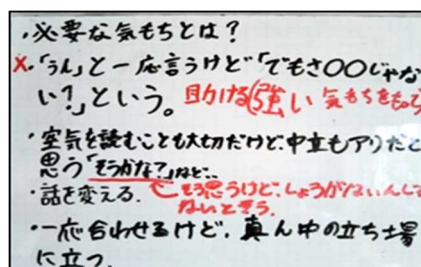 ・必要な気もちとは?
×・「うん」と一応言うけど「でもさ○○じゃな
い?」という。助ける(強い気もちをもって
・空気を読むことも大切だけど、中立もアリだと
思う「そうかな?」など..
・話を変える. そう思うけど、しょうがないんじゃ
ないと言う.
・一応合わせるけど、真ん中の立ち場
に立つ.